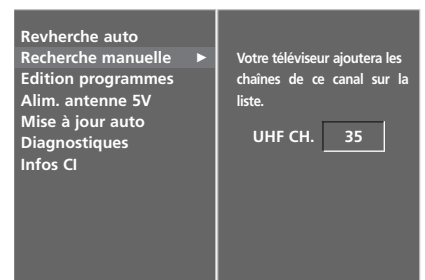 Revherche auto
Recherche manuelle ►
Edition programmes
Alim. antenne 5V
Mise à jour auto
Diagnostiques
Infos CI
Votre téléviseur ajoutera les
chaînes de ce canal sur la
liste.
UHF CH. 35